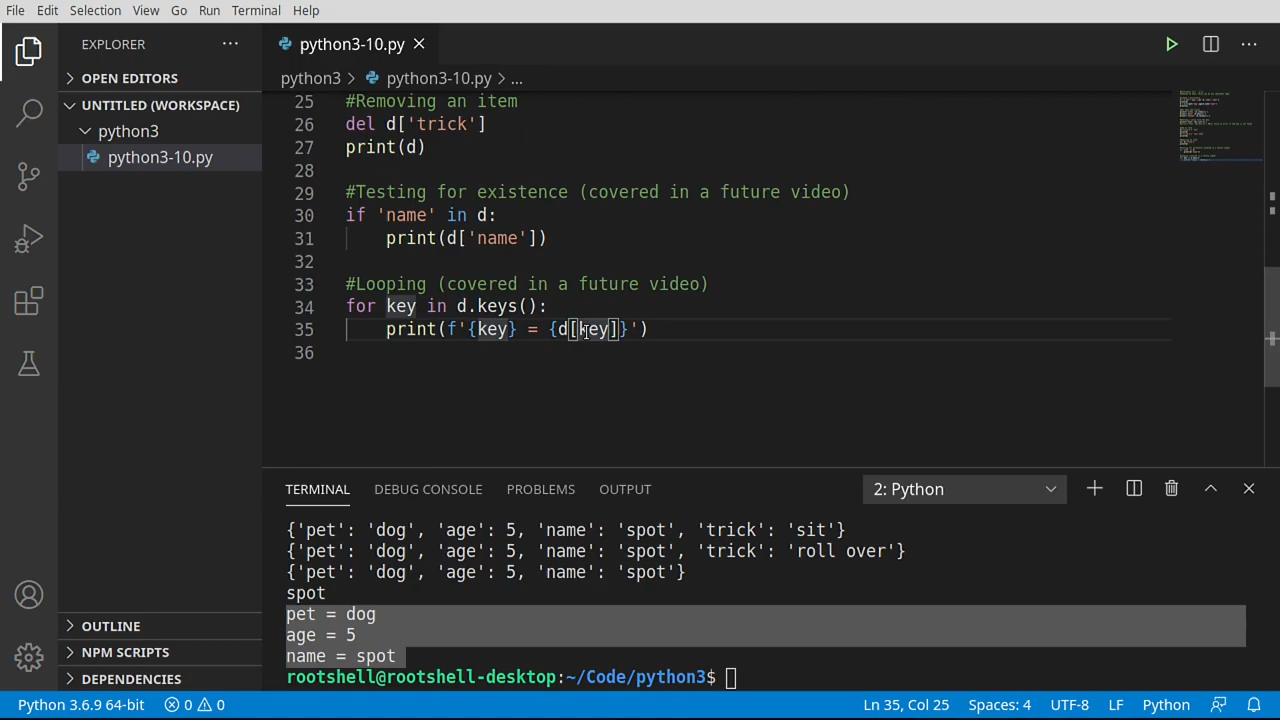 File Edit Selection View Go Run Terminal Help
EXPLORER
OPEN EDITORS
UNTITLED (WORKSPACE)
python3
python3-10.py
OUTLINE
NPM SCRIPTS
DEPENDENCIES
python3-10.py
python3 > python3-10.py > ...
25 #Removing an item
26 del d['trick']
27 print(d)
28
29 #Testing for existence (covered in a future video)
30 if 'name' in d:
31 print(d['name'])
32
33 #Looping (covered in a future video)
34 for key in d.keys():
35 print(f'{key} = {d[key]}')
36
TERMINAL DEBUG CONSOLE PROBLEMS OUTPUT 2: Python
{'pet': 'dog', 'age': 5, 'name': 'spot', 'trick': 'sit'}
{'pet': 'dog', 'age': 5, 'name': 'spot', 'trick': 'roll over'}
{'pet': 'dog', 'age': 5, 'name': 'spot'}
spot
pet = dog
age = 5
name = spot
rootshell@rootshell-desktop:~/Code/python3$
Python 3.6.9 64-bit 0 0 Ln 35, Col 25 Spaces: 4 UTF-8 LF Python